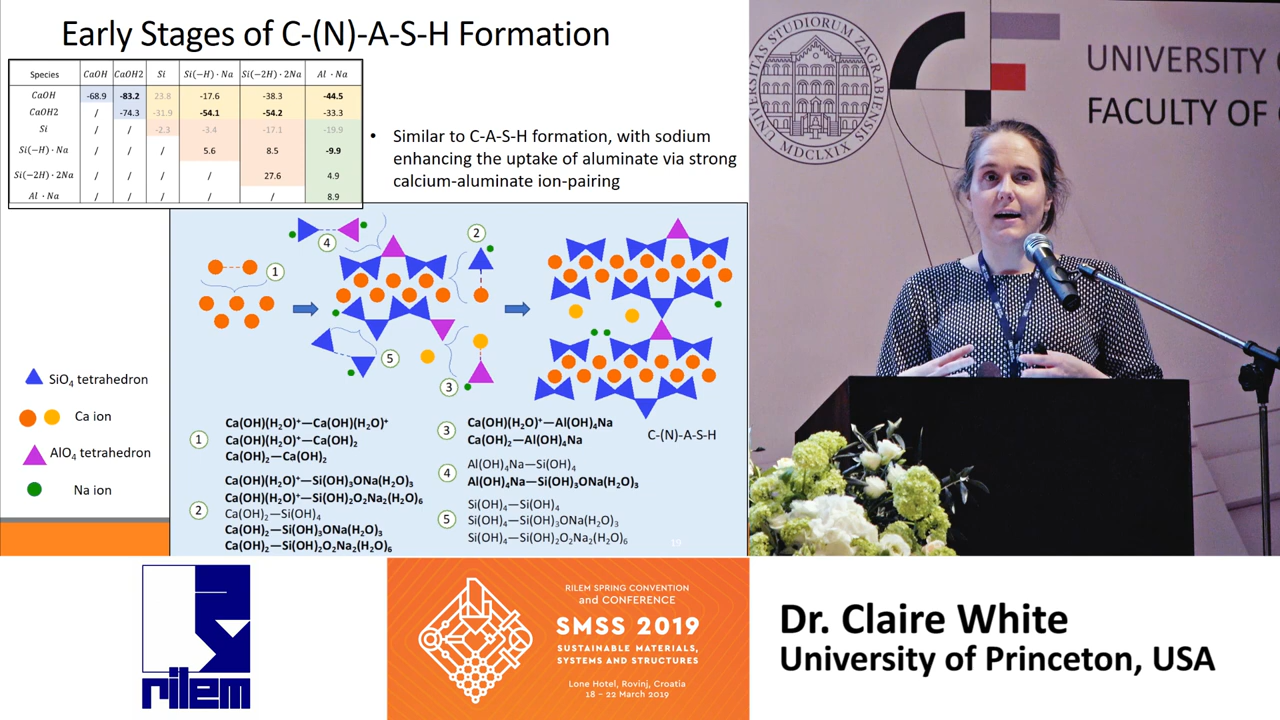 Early Stages of C-(N)-A-S-H Formation
Species CaOH CaOH2 Si Si(−H)·Na Si(−2H)·2Na Al·Na
CaOH -68.9 -83.2 23.8 -17.6 -38.3 -44.5
CaOH2 / -74.3 -31.9 -54.1 -54.2 -33.3
Si / / -2.3 -3.4 -17.1 -19.9
Si(−H)·Na / / / 5.6 8.5 -9.9
Si(−2H)·2Na / / / / 27.6 4.9
Al·Na / / / / / 8.9
• Similar to C-A-S-H formation, with sodium
enhancing the uptake of aluminate via strong
calcium-aluminate ion-pairing
4
2
1
5
3
SiO₄ tetrahedron
Ca ion
AlO₄ tetrahedron
Na ion
C-(N)-A-S-H
1
Ca(OH)(H₂O)⁺—Ca(OH)(H₂O)⁺
Ca(OH)(H₂O)⁺—Ca(OH)₂
Ca(OH)₂—Ca(OH)₂
2
Ca(OH)(H₂O)⁺—Si(OH)₃ONa(H₂O)₃
Ca(OH)(H₂O)⁺—Si(OH)₂O₂Na₂(H₂O)₆
Ca(OH)₂—Si(OH)₄
Ca(OH)₂—Si(OH)₃ONa(H₂O)₃
Ca(OH)₂—Si(OH)₂O₂Na₂(H₂O)₆
3
Ca(OH)(H₂O)⁺—Al(OH)₄Na
Ca(OH)₂—Al(OH)₄Na
4
Al(OH)₄Na—Si(OH)₄
Al(OH)₄Na—Si(OH)₃ONa(H₂O)₃
5
Si(OH)₄—Si(OH)₄
Si(OH)₄—Si(OH)₃ONa(H₂O)₃
Si(OH)₄—Si(OH)₂O₂Na₂(H₂O)₆
19
STUDIORUM ZAGRABIENSIS
MDCLXIX
UNIVERSITY
FACULTY OF
rilem
RILEM SPRING CONVENTION
and CONFERENCE
SMSS 2019
SUSTAINABLE MATERIALS,
SYSTEMS AND STRUCTURES
Lone Hotel, Rovinj, Croatia
18 – 22 March 2019
Dr. Claire White
University of Princeton, USA